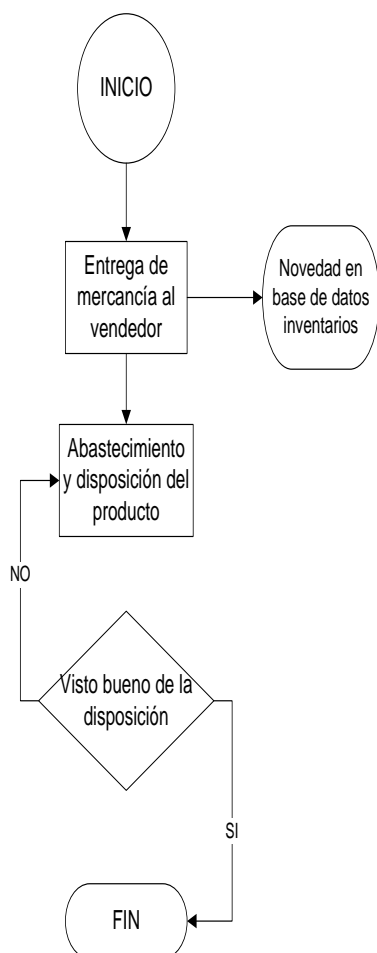 INICIO
Entrega de
mercancía al
vendedor
Novedad en
base de datos
inventarios
Abastecimiento
y disposición del
producto
NO
Visto bueno de la
disposición
SI
FIN